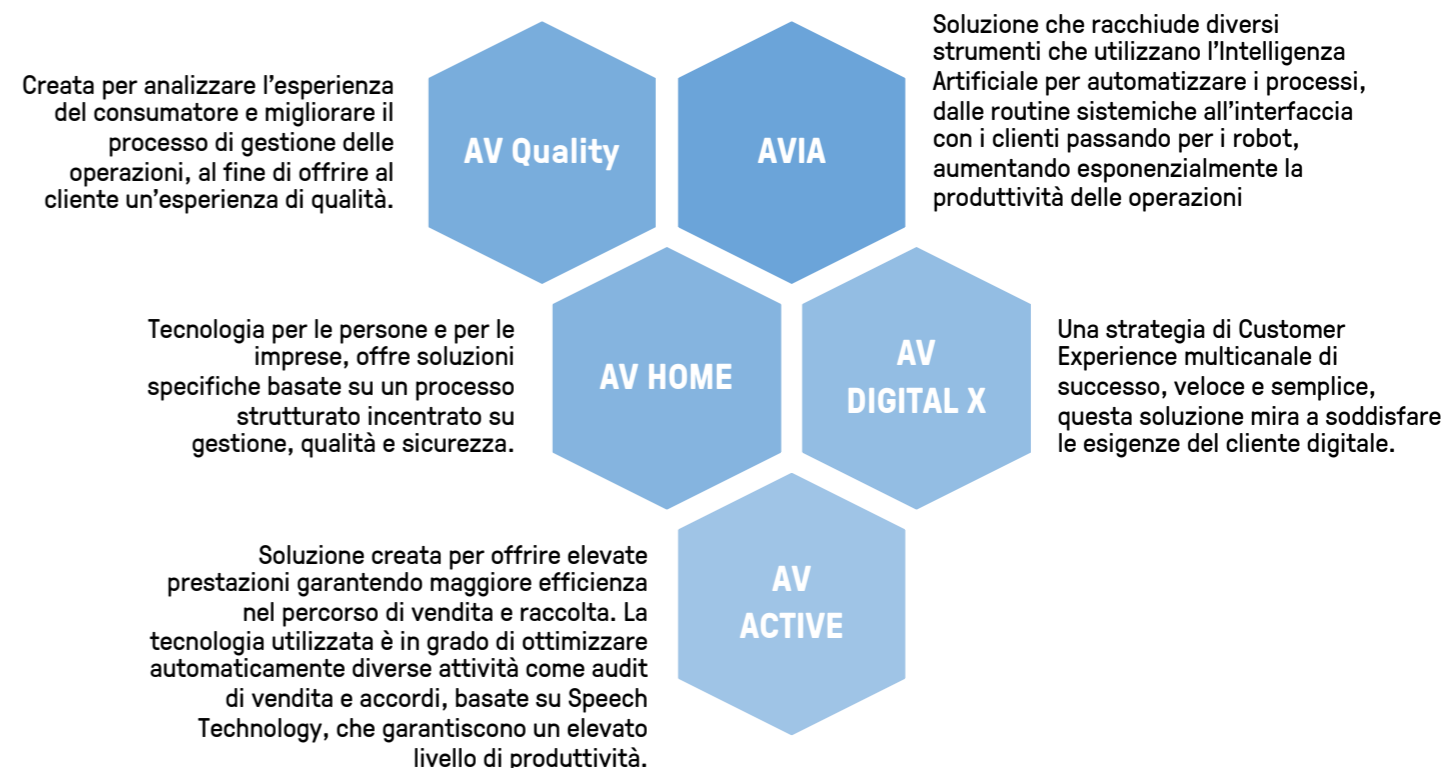 Creata per analizzare l'esperienza
del consumatore e migliorare il
processo di gestione delle
operazioni, al fine di offrire al
cliente un'esperienza di qualità.
AV Quality
AVIA
Soluzione che racchiude diversi
strumenti che utilizzano l'Intelligenza
Artificiale per automatizzare i processi,
dalle routine sistemiche all'interfaccia
con i clienti passando per i robot,
aumentando esponenzialmente la
produttività delle operazioni
Tecnologia per le persone e per le
imprese, offre soluzioni
specifiche basate su un processo
strutturato incentrato su
gestione, qualità e sicurezza.
AV HOME
AV
DIGITAL X
Una strategia di Customer
Experience multicanale di
successo, veloce e semplice,
questa soluzione mira a soddisfare
le esigenze del cliente digitale.
Soluzione creata per offrire elevate
prestazioni garantendo maggiore efficienza
nel percorso di vendita e raccolta. La
tecnologia utilizzata è in grado di ottimizzare
automaticamente diverse attività come audit
di vendita e accordi, basate su Speech
Technology, che garantiscono un elevato
livello di produttività.
AV
ACTIVE